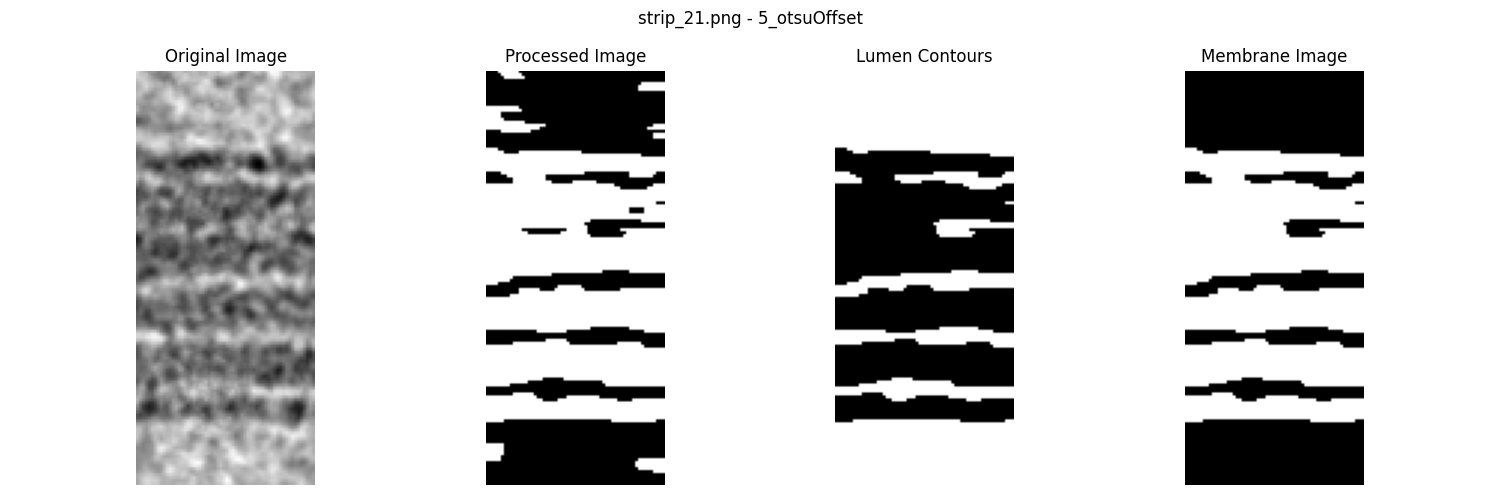 strip_21.png - 5_otsuOffset
Original Image
Processed Image
Lumen Contours
Membrane Image